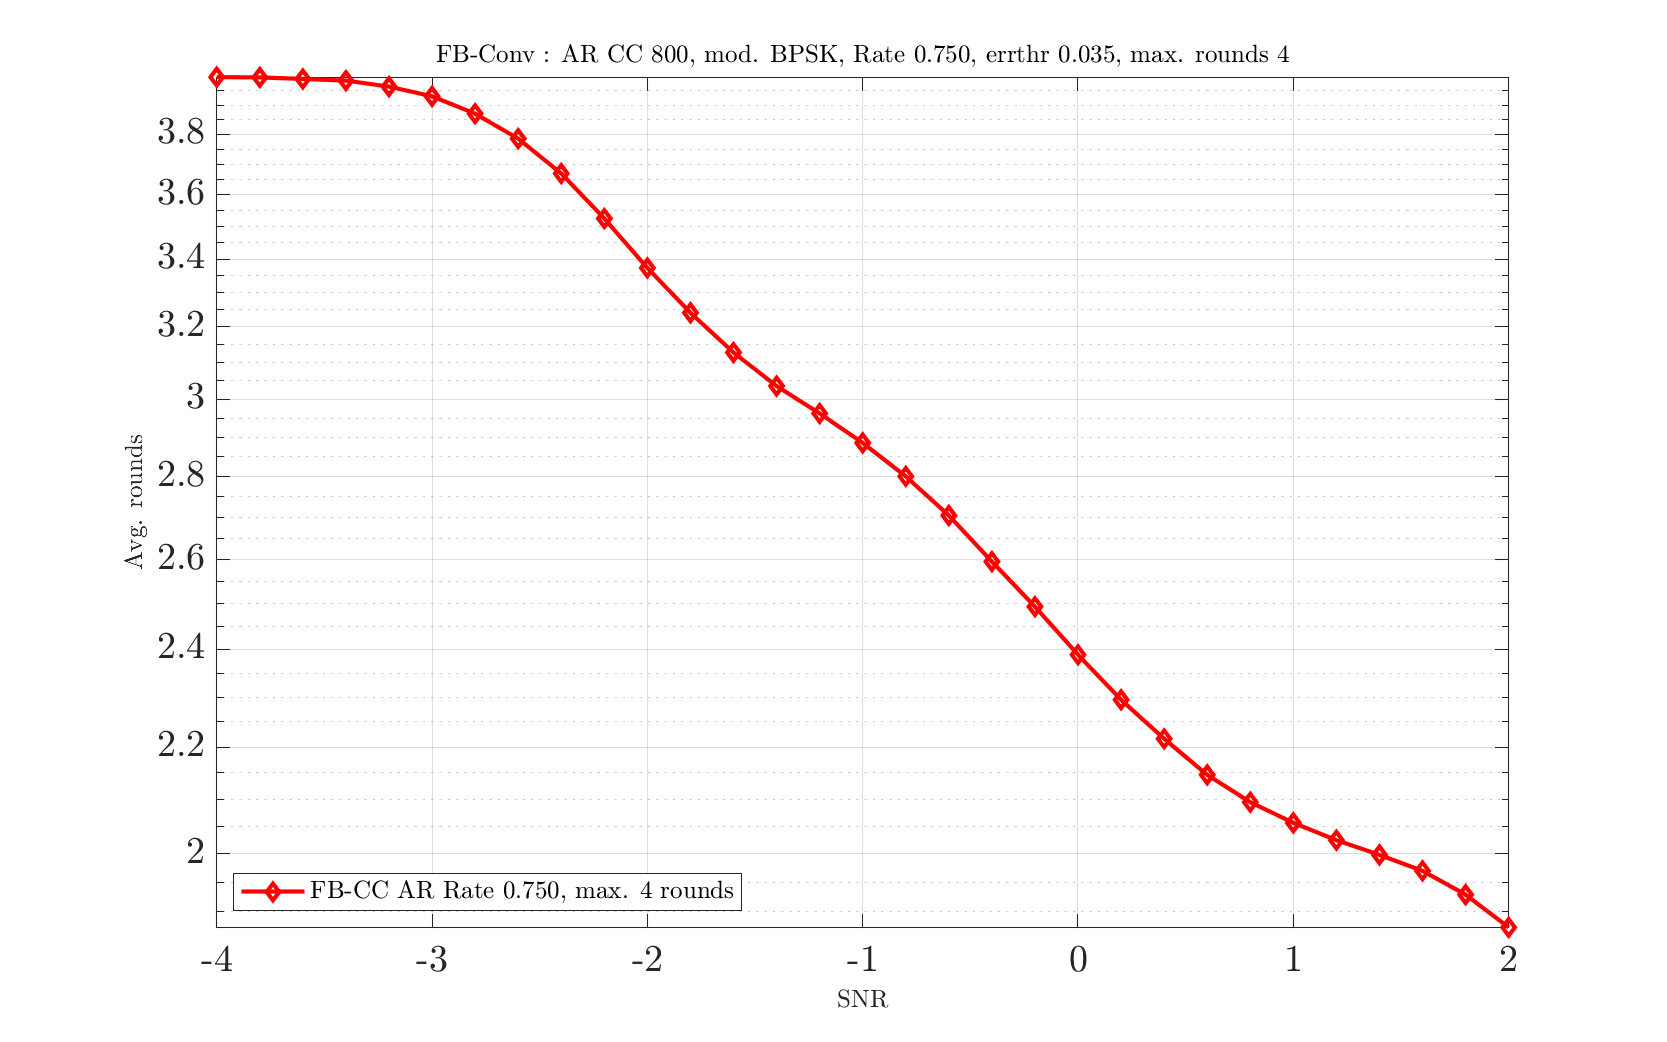 FB-Conv : AR CC 800, mod. BPSK, Rate 0.750, errthr 0.035, max. rounds 4
3.8
3.6
3.4
3.2
3
2.8
2.6
2.4
2.2
2
Avg. rounds
FB-CC AR Rate 0.750, max. 4 rounds
-4 -3 -2 -1 0 1 2
SNR